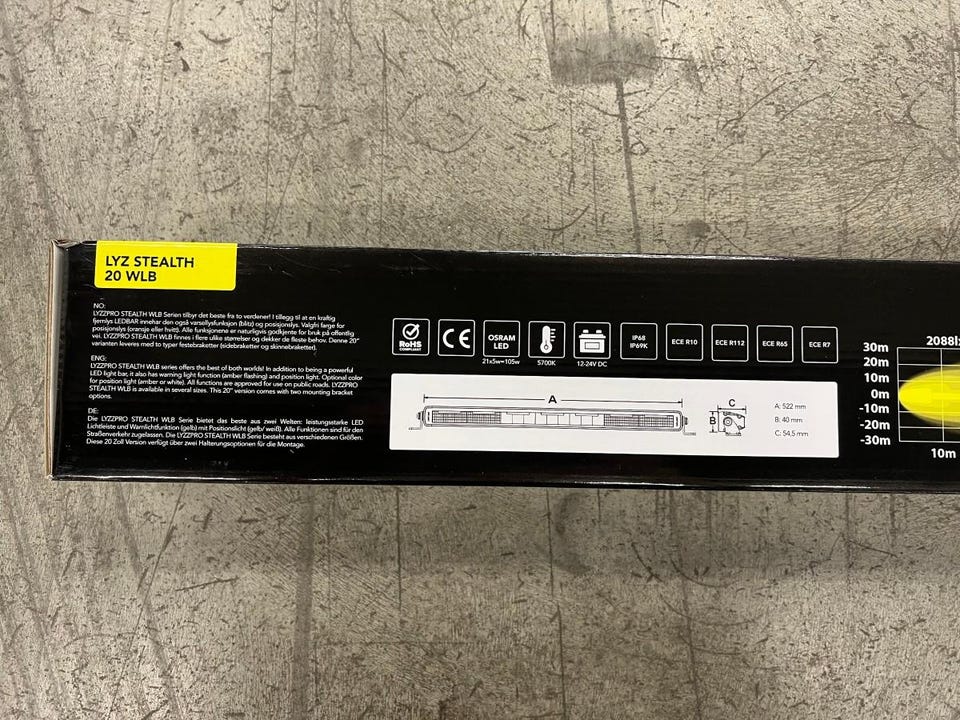 LYZ STEALTH
20 WLB
NO:
LYZZPRO STEALTH WLB Serien tilbyr det beste fra to verdener! I tillegg til at en kraftig
fjernlys LEDBAR innehar den også varsellysfunksjon (blitz) og posisjonslys. Valgfri farge for
posisjonslys (oransje eller hvitt). Alle funksjonene er naturligvis godkjente for bruk på offentlig
vei. LYZZPRO STEALTH WLB finnes i flere ulike størrelser og dekker de fleste behov. Denne 20"
varianten leveres med to typer festebraketter (sidebraketter og skinnebraketter).
ENG:
LYZZPRO STEALTH WLB series offers the best of both worlds! In addition to being a powerful
LED light bar, it also has warning light function (amber flashing) and position light. Optional color
for position light (amber or white). All functions are approved for use on public roads. LYZZPRO
STEALTH WLB is available in several sizes. This 20" version comes with two mounting bracket
options.
DE:
Die LYZZPRO STEALTH WLB Serie bietet das beste aus zwei Welten: leistungsstarke LED
Lichtleiste und Warnlichtfunktion (gelb) mit Positionslicht (gelb/ weiß). Alle Funktionen sind für den
Straßenverkehr zugelassen. Die LYZZPRO STEALTH WLB Serie besteht aus verschiedenen Größen.
Diese 20 Zoll Version verfügt über zwei Halterungsoptionen für die Montage.
RoHS
COMPLIANT
CE
OSRAM
LED
21x5w=105w
5700K
12-24V DC
IP68
IP69K
ECE R10
ECE R112
ECE R65
ECE R7
A
B
C
A: 522 mm
B: 40 mm
C: 54,5 mm
2088lx
30m
20m
10m
0m
-10m
-20m
-30m
10m